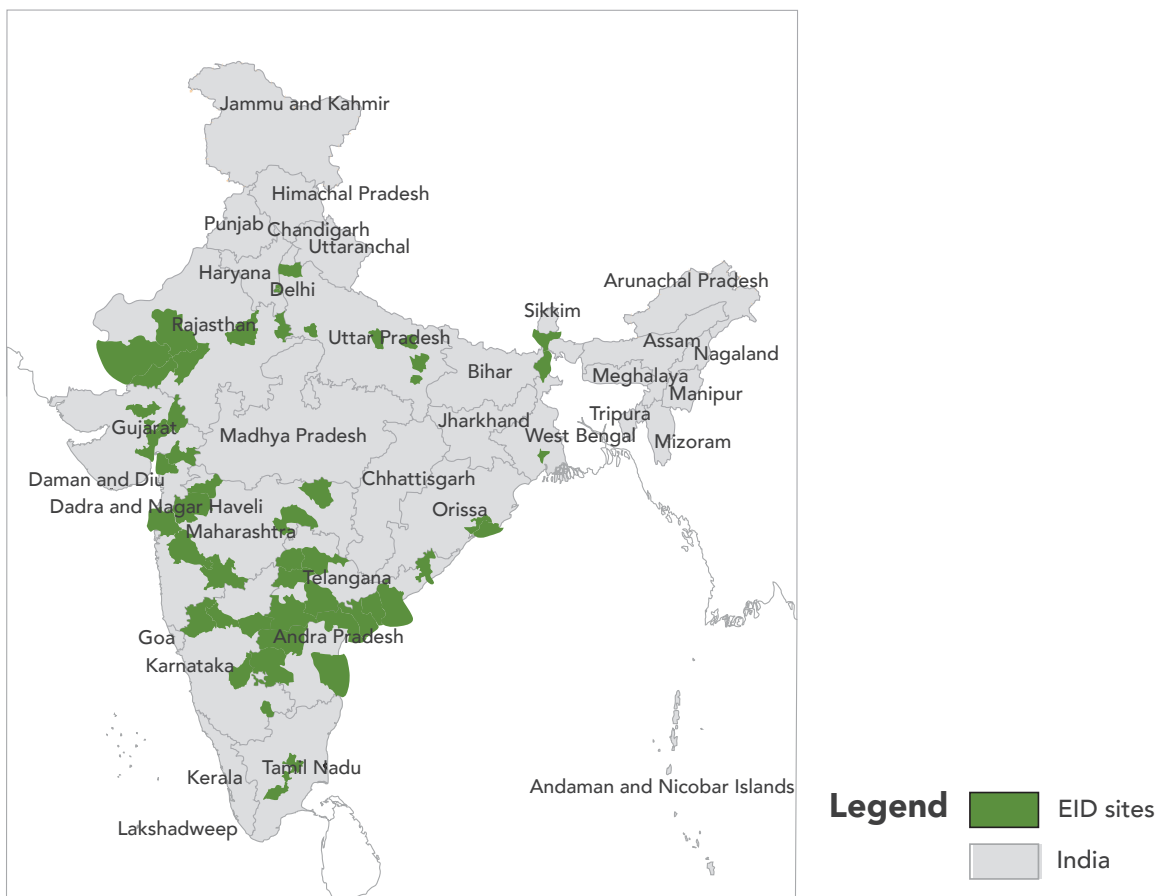 Jammu and Kahmir
Himachal Pradesh
Punjab
Chandigarh
Uttaranchal
Haryana
Delhi
Arunachal Pradesh
Sikkim
Rajasthan
Uttar Pradesh
Assam
Nagaland
Bihar
Meghalaya
Manipur
Gujarat
Madhya Pradesh
Jharkhand
Tripura
West Bengal
Mizoram
Daman and Diu
Chhattisgarh
Dadra and Nagar Haveli
Orissa
Maharashtra
Telangana
Goa
Andra Pradesh
Karnataka
Tamil Nadu
Kerala
Andaman and Nicobar Islands
Lakshadweep
Legend
EID sites
India